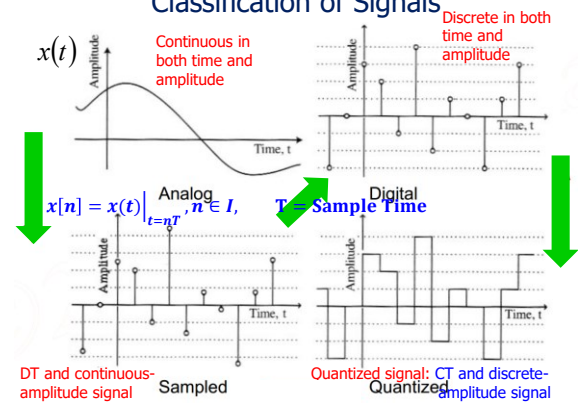 Classification of Signals
x(t)
Amplitude
Continuous in
both time and
amplitude
Time, t
Analog
Discrete in both
time and
amplitude
Amplitude
Time, t
Digital
x[n] = x(t)|t=nT, n ∈ I, T = Sample Time
Amplitude
Time, t
DT and continuous-
amplitude signal
Sampled
Amplitude
Time, t
Quantized signal: CT and discrete-
amplitude signal
Quantized